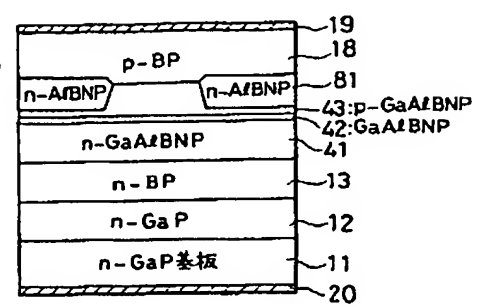 19
18
p-BP
n-AlBNP
n-AlBNP
81
43:p-GaAlBNP
42:GaAlBNP
n-GaAlBNP
41
n-BP
13
n-GaP
12
n-GaP基板
11
20